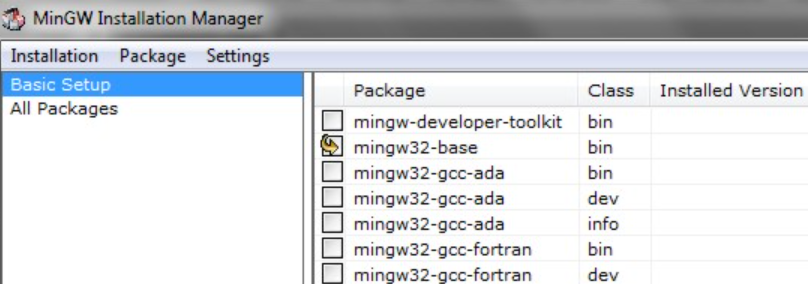 MinGW Installation Manager
Installation Package Settings
Basic Setup
All Packages
Package Class Installed Version
mingw-developer-toolkit bin
mingw32-base bin
mingw32-gcc-ada bin
mingw32-gcc-ada dev
mingw32-gcc-ada info
mingw32-gcc-fortran bin
mingw32-gcc-fortran dev